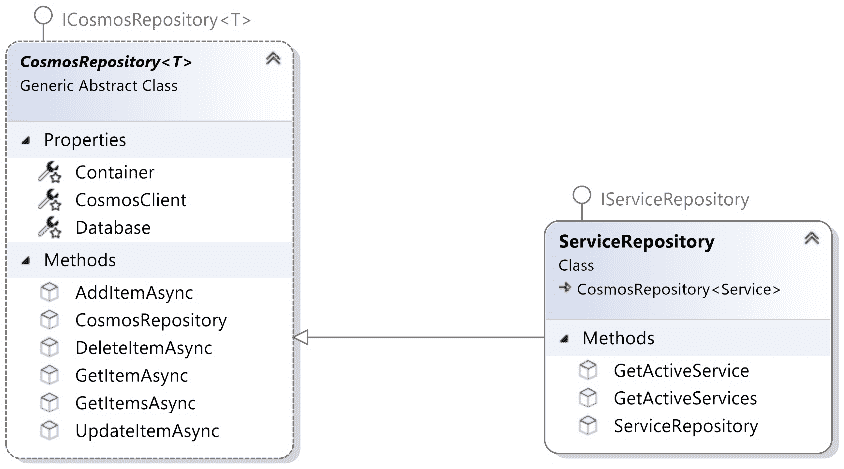 ICosmosRepository<T>
CosmosRepository<T>
Generic Abstract Class
Properties
Container
CosmosClient
Database
Methods
AddItemAsync
CosmosRepository
DeleteItemAsync
GetItemAsync
GetItemsAsync
UpdateItemAsync
IServiceRepository
ServiceRepository
Class
CosmosRepository<Service>
Methods
GetActiveService
GetActiveServices
ServiceRepository